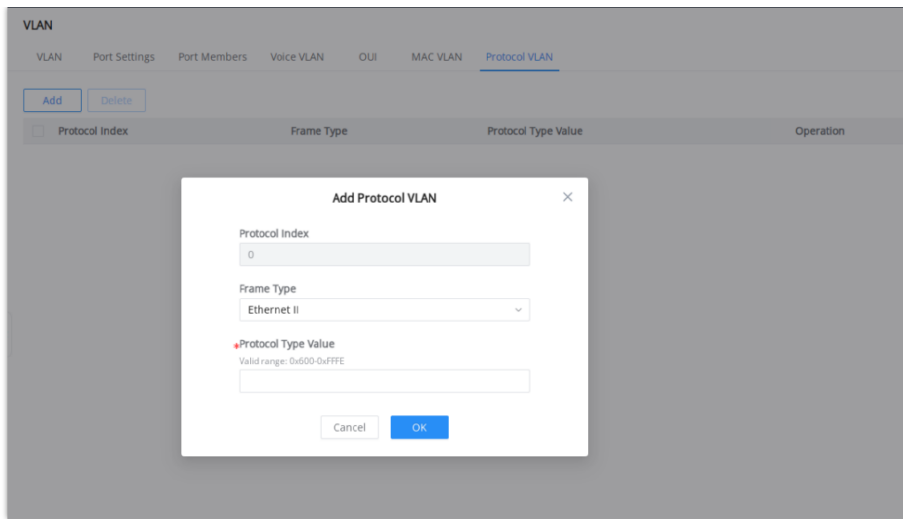 VLAN
VLAN Port Settings Port Members Voice VLAN OUI MAC VLAN Protocol VLAN
Add Delete
Protocol Index Frame Type Protocol Type Value Operation
Add Protocol VLAN
Protocol Index
0
Frame Type
Ethernet II
*Protocol Type Value
Valid range: 0x600-0xFFFE
Cancel OK